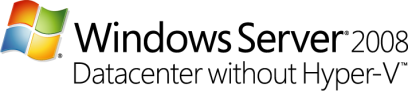 Windows Server® 2008
Datacenter without Hyper-V™